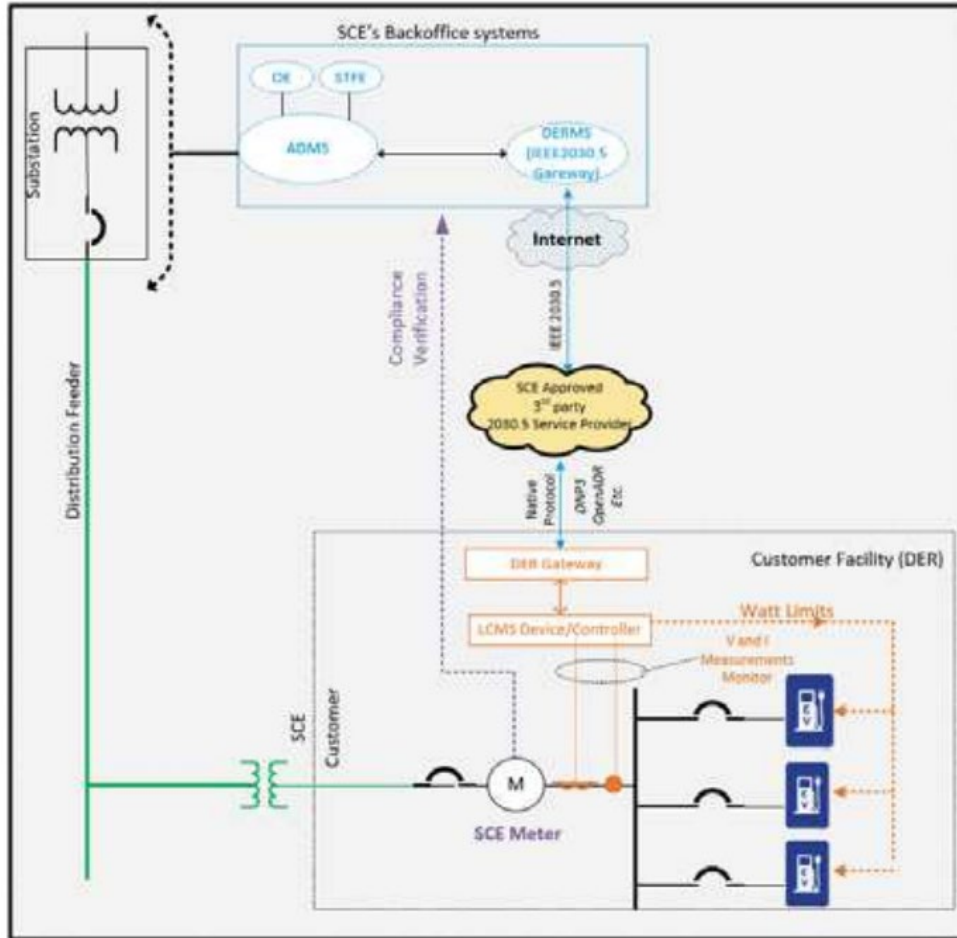 SCE's Backoffice systems
Substation
OE
STFE
ADMS
DERMS
(IEEE2030.5
Gareway)
Internet
Compliance
Verification
IEEE 2030.5
SCE Approved
3rd party
2030.5 Service Provider
Distribution Feeder
Native
Protocol
DNP3
OpenADR
Etc.
Customer Facility (DER)
DER Gateway
LCMS Device/Controller
Watt Limits
V and I
Measurements
Monitor
SCE
Customer
M
SCE Meter
EV
EV
EV